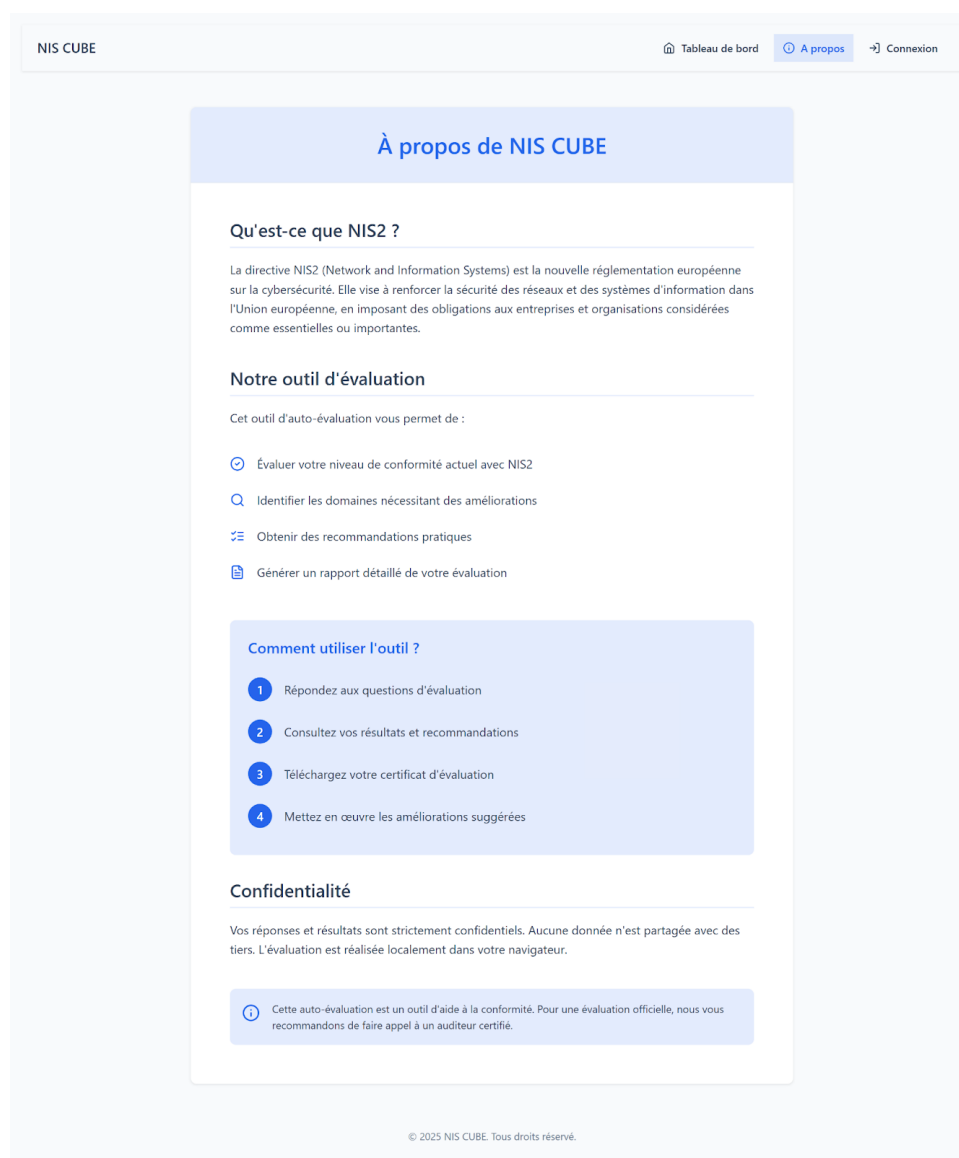 NIS CUBE
Tableau de bord
A propos
Connexion
À propos de NIS CUBE
Qu'est-ce que NIS2 ?
La directive NIS2 (Network and Information Systems) est la nouvelle réglementation européenne
sur la cybersécurité. Elle vise à renforcer la sécurité des réseaux et des systèmes d'information dans
l'Union européenne, en imposant des obligations aux entreprises et organisations considérées
comme essentielles ou importantes.
Notre outil d'évaluation
Cet outil d'auto-évaluation vous permet de :
Évaluer votre niveau de conformité actuel avec NIS2
Identifier les domaines nécessitant des améliorations
Obtenir des recommandations pratiques
Générer un rapport détaillé de votre évaluation
Comment utiliser l'outil ?
1 Répondez aux questions d'évaluation
2 Consultez vos résultats et recommandations
3 Téléchargez votre certificat d'évaluation
4 Mettez en œuvre les améliorations suggérées
Confidentialité
Vos réponses et résultats sont strictement confidentiels. Aucune donnée n'est partagée avec des
tiers. L'évaluation est réalisée localement dans votre navigateur.
Cette auto-évaluation est un outil d'aide à la conformité. Pour une évaluation officielle, nous vous
recommandons de faire appel à un auditeur certifié.
© 2025 NIS CUBE. Tous droits réservé.